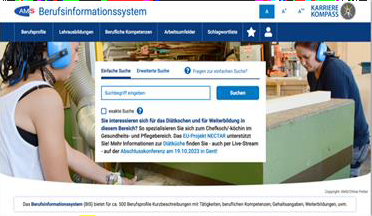 AMS Berufsinformationssystem
A A⁺ A⁺⁺ KARRIERE KOMPASS
Berufsprofile Lehrausbildungen Berufliche Kompetenzen Arbeitsumfelder Schlagwortliste
Einfache Suche Erweiterte Suche ? Fragen zur einfachen Suche?
Suchbegriff eingeben Suchen
exakte Suche ?
Sie interessieren sich für das Diätkochen und für Weiterbildung in
diesem Bereich? So spezialisieren Sie sich zum Chefkoch/-köchin im
Gesundheits- und Pflegebereich. Das EU-Projekt NECTAR unterstützt
Sie! Mehr Informationen zur Diätküche finden Sie - auch per Live-Stream
- auf der Abschlusskonferenz am 19.10.2023 in Gent!
Das Berufsinformationssystem (BIS) bietet für ca. 500 Berufsprofile Kurzbeschreibungen mit Tätigkeiten, beruflichen Kompetenzen, Gehaltsangaben, Weiterbildungen, uvm.